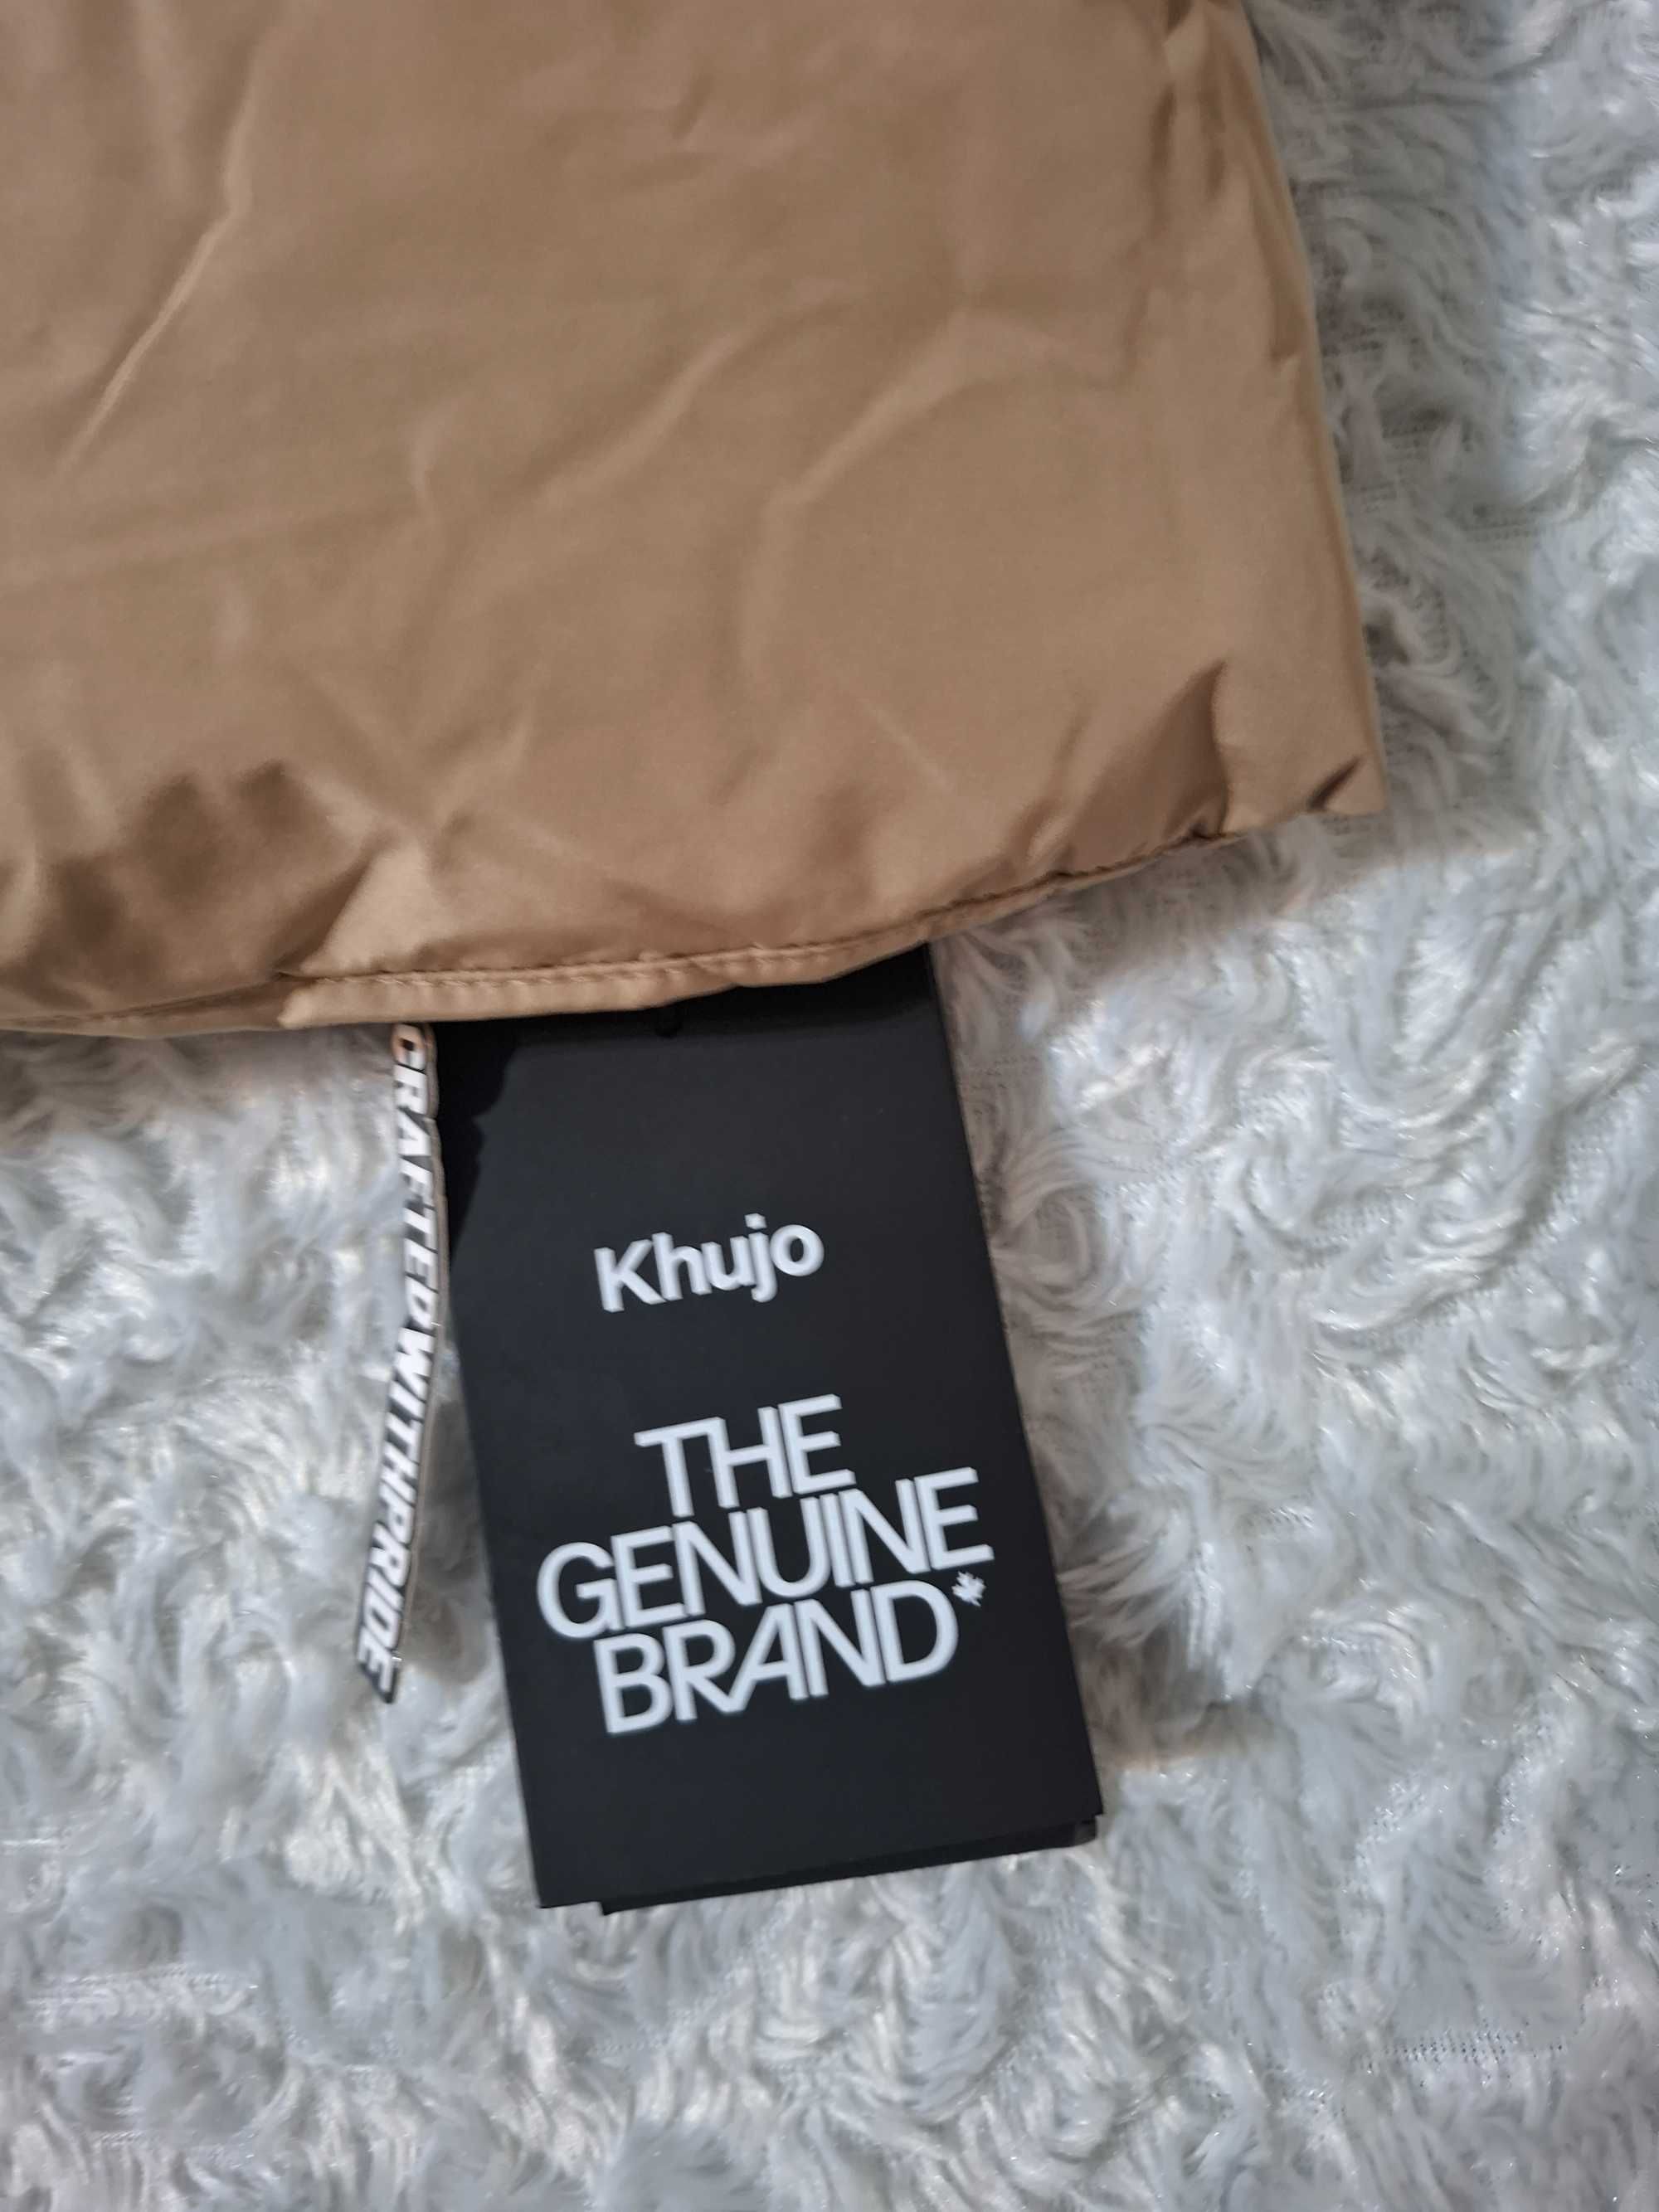 CRAFTEDWITHPRIDE
Khujo
THE
GENUINE
BRAND*